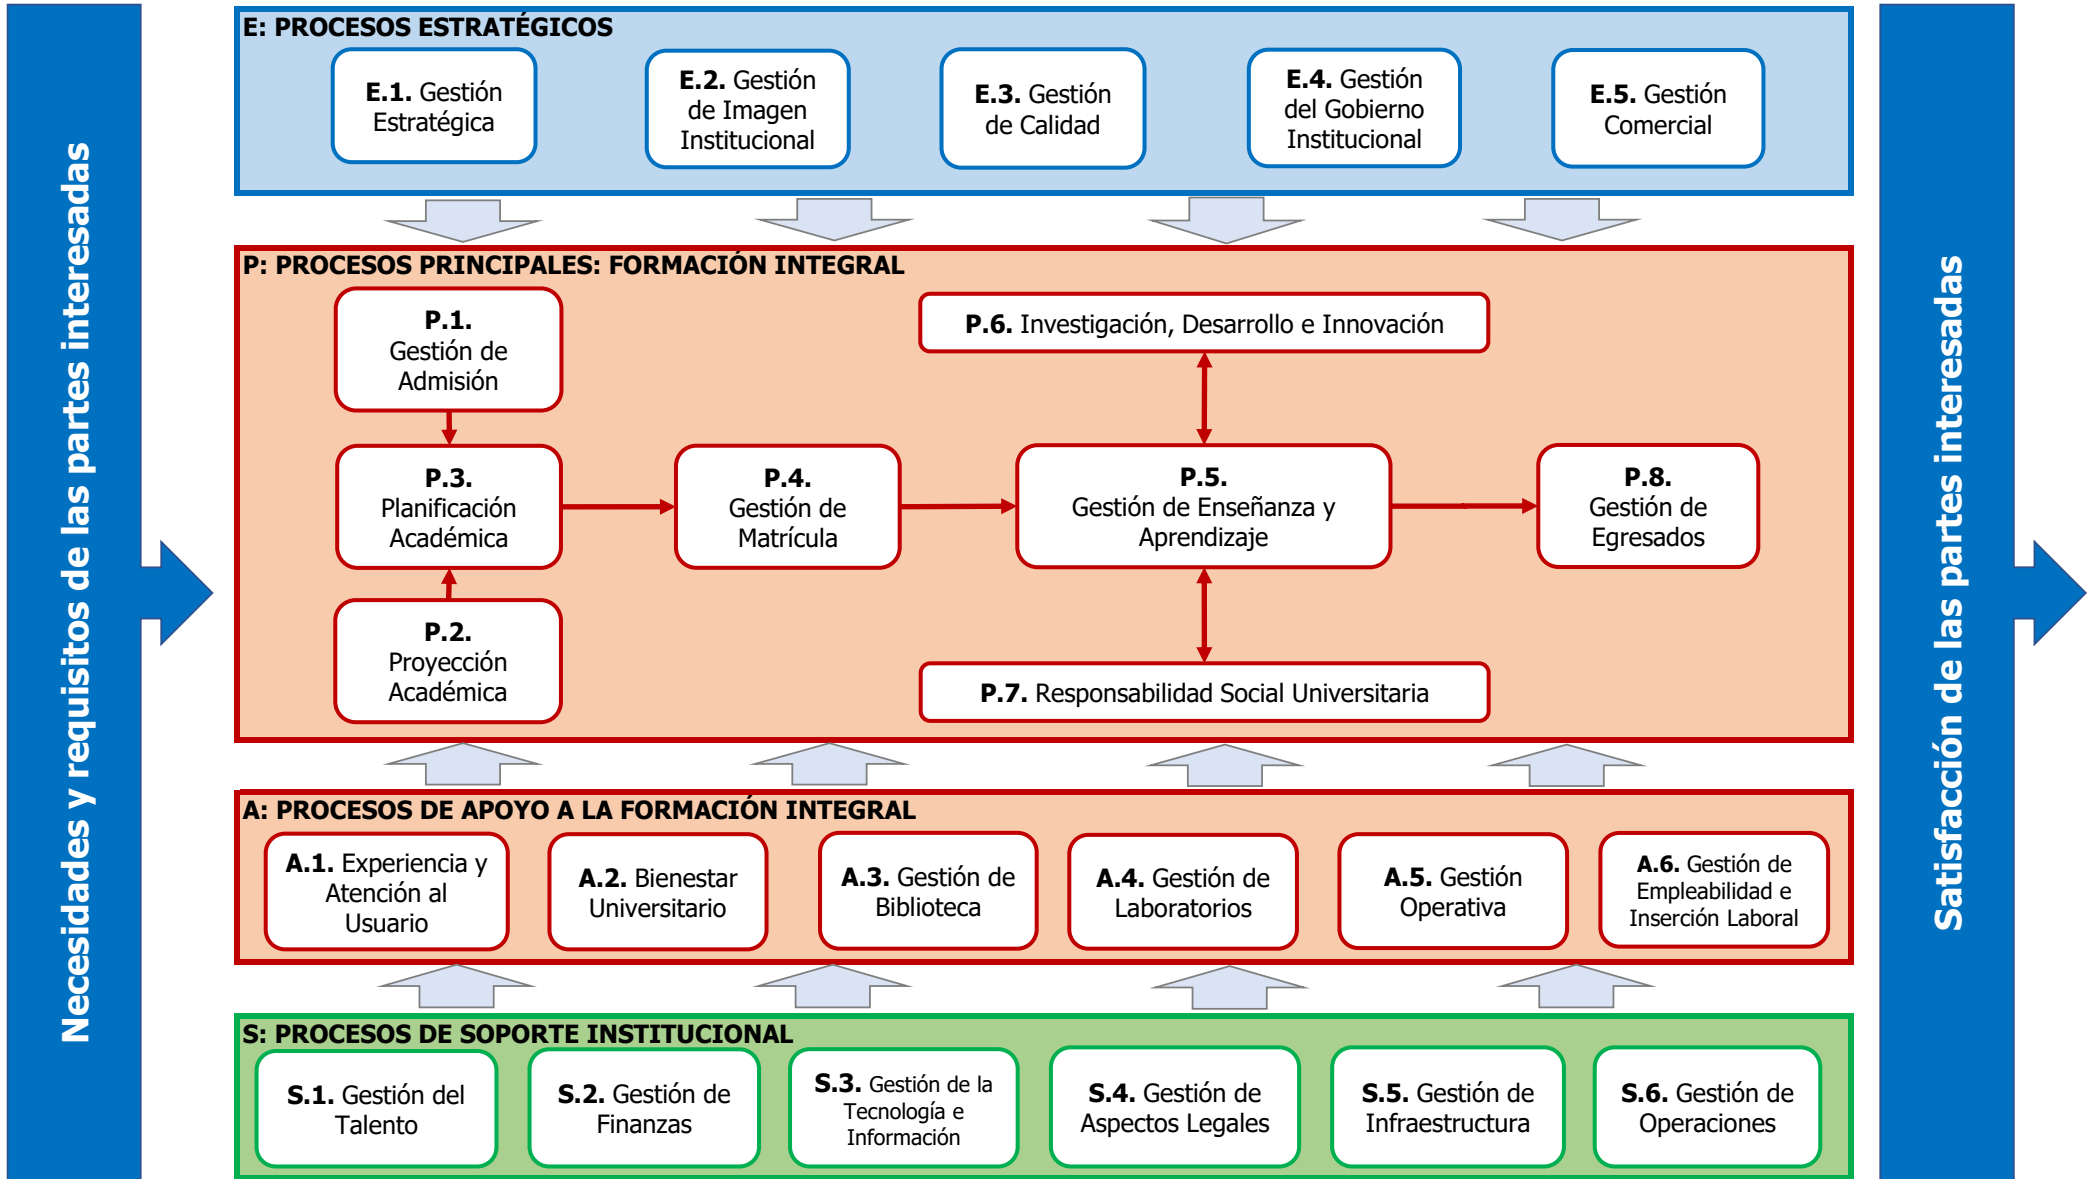 Necesidades y requisitos de las partes interesadas
E: PROCESOS ESTRATÉGICOS
E.1. Gestión
Estratégica
E.2. Gestión
de Imagen
Institucional
E.3. Gestión
de Calidad
E.4. Gestión
del Gobierno
Institucional
E.5. Gestión
Comercial
P: PROCESOS PRINCIPALES: FORMACIÓN INTEGRAL
P.1.
Gestión de
Admisión
P.6. Investigación, Desarrollo e Innovación
P.3.
Planificación
Académica
P.4.
Gestión de
Matrícula
P.5.
Gestión de Enseñanza y
Aprendizaje
P.8.
Gestión de
Egresados
P.2.
Proyección
Académica
P.7. Responsabilidad Social Universitaria
A: PROCESOS DE APOYO A LA FORMACIÓN INTEGRAL
A.1. Experiencia y
Atención al
Usuario
A.2. Bienestar
Universitario
A.3. Gestión de
Biblioteca
A.4. Gestión de
Laboratorios
A.5. Gestión
Operativa
A.6. Gestión de
Empleabilidad e
Inserción Laboral
S: PROCESOS DE SOPORTE INSTITUCIONAL
S.1. Gestión del
Talento
S.2. Gestión de
Finanzas
S.3. Gestión de la
Tecnología e
Información
S.4. Gestión de
Aspectos Legales
S.5. Gestión de
Infraestructura
S.6. Gestión de
Operaciones
Satisfacción de las partes interesadas